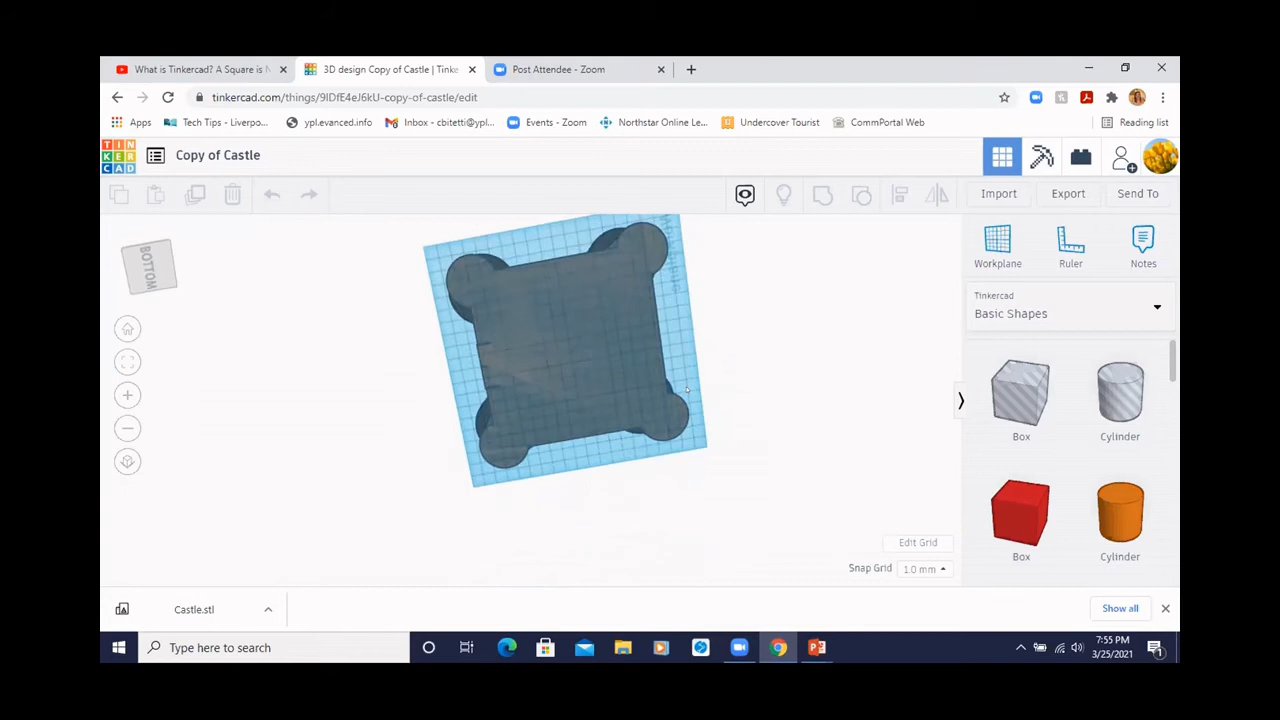 What is Tinkercad? A Square is N
3D design Copy of Castle | Tinke
Post Attendee - Zoom
tinkercad.com/things/9lDfE4eJ6kU-copy-of-castle/edit
Apps
Tech Tips - Liverpo...
ypl.evanced.info
Inbox - cbitetti@ypl...
Events - Zoom
Northstar Online Le...
Undercover Tourist
CommPortal Web
Reading list
TIN
KER
CAD
Copy of Castle
Import
Export
Send To
BOTTOM
Workplane
Workplane
Ruler
Notes
Tinkercad
Basic Shapes
Box
Cylinder
Box
Cylinder
Edit Grid
Snap Grid
1.0 mm
Castle.stl
Show all
Type here to search
7:55 PM
3/25/2021
1